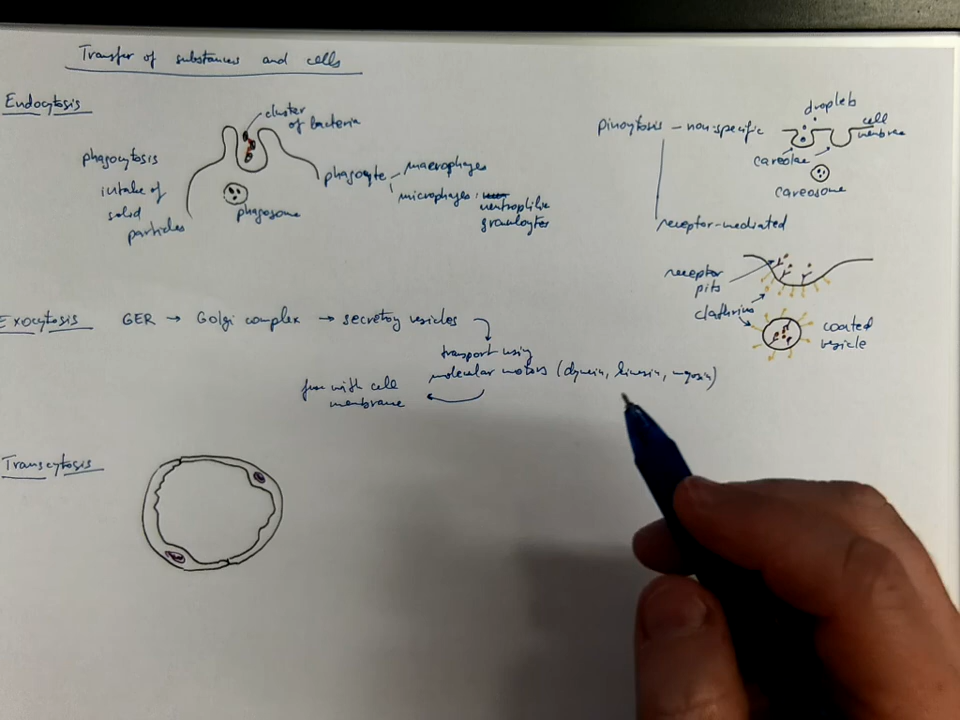 Transfer of substances and cells
Endocytosis
cluster
of bacteria
phagocytosis
intake of
solid
particles
phagosome
phagocyte
macrophages
microphages:
neutrophilic
granulocytes
pinocytosis - non-specific
droplets
cell
membrane
caveolae
caveosome
receptor-mediated
receptor
pits
clathrins
coated
vesicle
Exocytosis
GER → Golgi complex → secretory vesicles
transport using
molecular motors (dynein, kinesin, myosin)
fuse with cell
membrane
Transcytosis